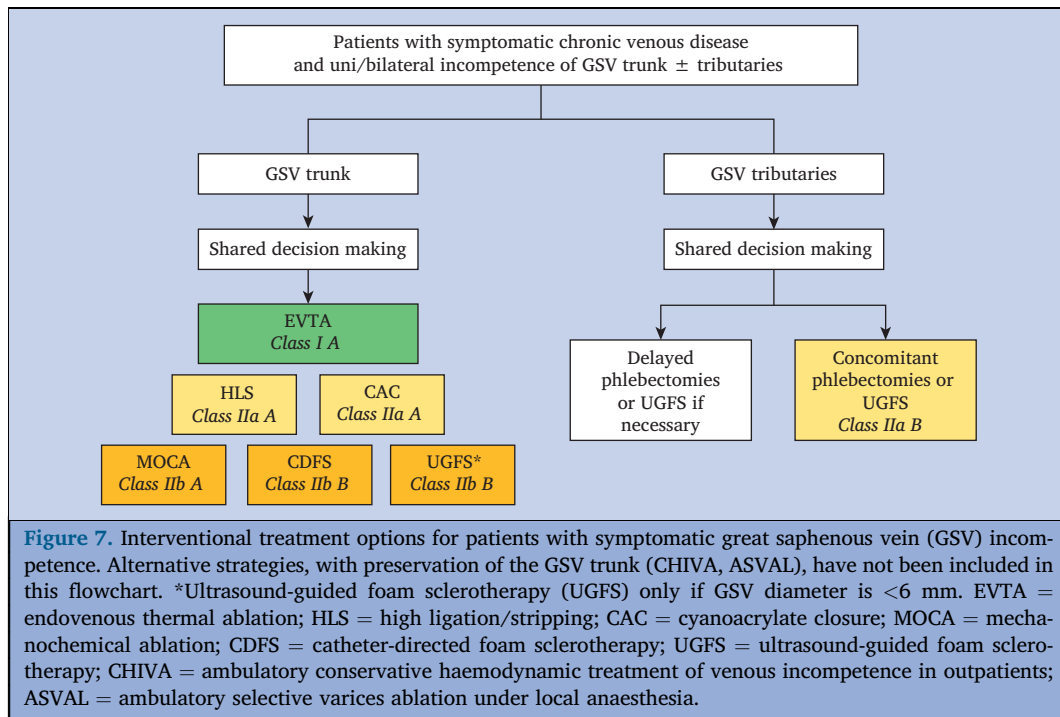 Patients with symptomatic chronic venous disease
and uni/bilateral incompetence of GSV trunk ± tributaries
GSV trunk
GSV tributaries
Shared decision making
Shared decision making
EVTA
Class I A
HLS
Class IIa A
CAC
Class IIa A
MOCA
Class IIb A
CDFS
Class IIb B
UGFS*
Class IIb B
Delayed
phlebectomies
or UGFS if
necessary
Concomitant
phlebectomies or
UGFS
Class IIa B
Figure 7. Interventional treatment options for patients with symptomatic great saphenous vein (GSV) incom-
petence. Alternative strategies, with preservation of the GSV trunk (CHIVA, ASVAL), have not been included in
this flowchart. *Ultrasound-guided foam sclerotherapy (UGFS) only if GSV diameter is <6 mm. EVTA =
endovenous thermal ablation; HLS = high ligation/stripping; CAC = cyanoacrylate closure; MOCA = mecha-
nochemical ablation; CDFS = catheter-directed foam sclerotherapy; UGFS = ultrasound-guided foam sclero-
therapy; CHIVA = ambulatory conservative haemodynamic treatment of venous incompetence in outpatients;
ASVAL = ambulatory selective varices ablation under local anaesthesia.